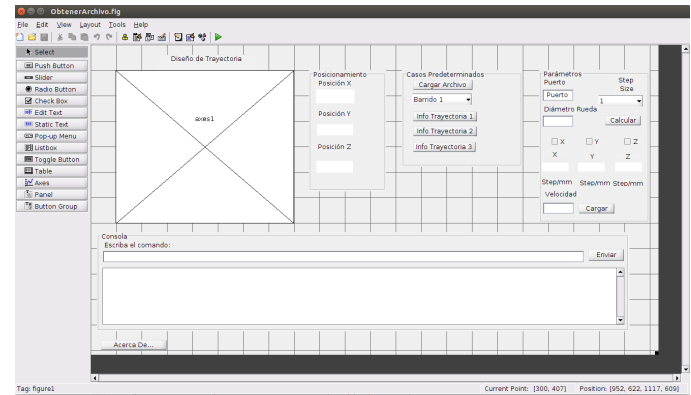 ObtenerArchivo.fig
File Edit View Layout Tools Help
Select
Push Button
Slider
Radio Button
Check Box
Edit Text
Static Text
Pop-up Menu
Listbox
Toggle Button
Table
Axes
Panel
Button Group
Diseño de Trayectoria
axes1
Posicionamiento
Posición X
Posición Y
Posición Z
Casos Predeterminados
Cargar Archivo
Barrido 1
Info Trayectoria 1
Info Trayectoria 2
Info Trayectoria 3
Parámetros
Puerto
Step
Size
Puerto
1
Diámetro Rueda
Calcular
X Y Z
X Y Z
Step/mm Step/mm Step/mm
Velocidad
Cargar
Consola
Escriba el comando:
Enviar
Acerca De...
Tag: figure1
Current Point: [300, 407] Position: [952, 622, 1117, 609]